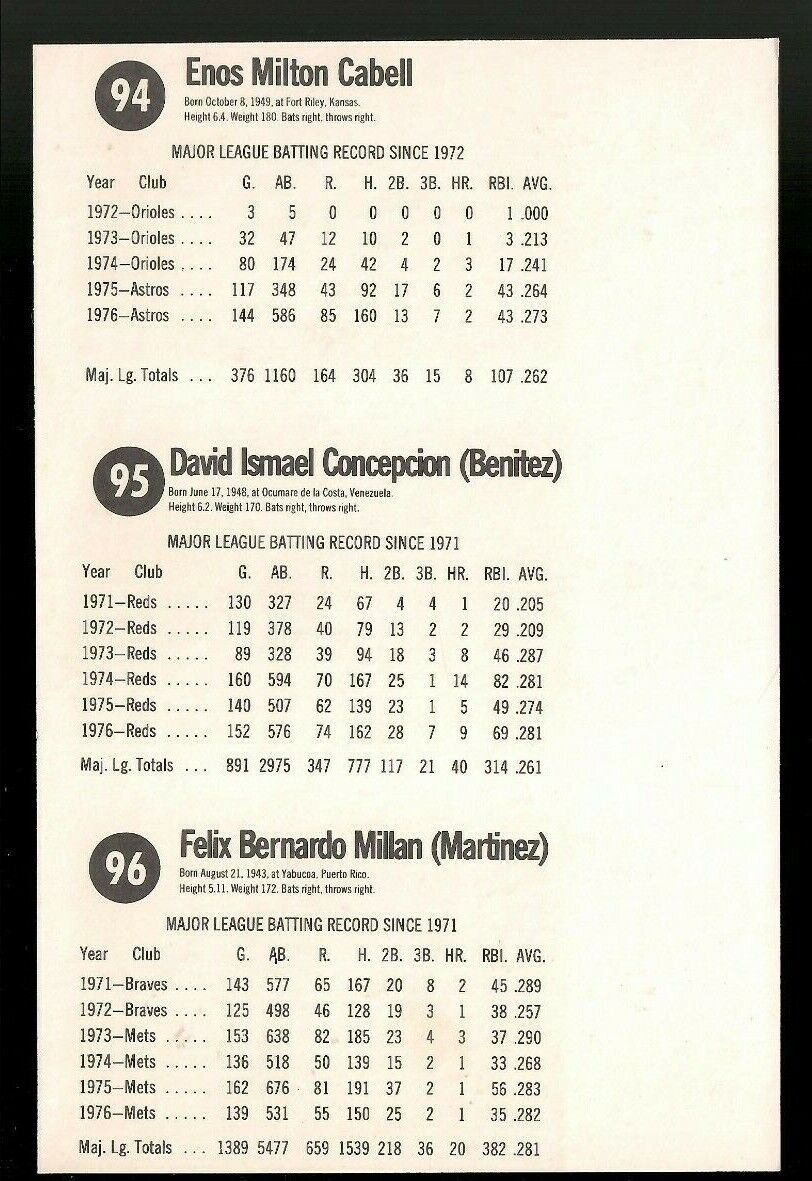 94
Enos Milton Cabell
Born October 8, 1949, at Fort Riley, Kansas.
Height 6.4. Weight 180. Bats right, throws right.
MAJOR LEAGUE BATTING RECORD SINCE 1972
Year Club G. AB. R. H. 2B. 3B. HR. RBI. AVG.
1972—Orioles .... 3 5 0 0 0 0 0 1 .000
1973—Orioles .... 32 47 12 10 2 0 1 3 .213
1974—Orioles .... 80 174 24 42 4 2 3 17 .241
1975—Astros .... 117 348 43 92 17 6 2 43 .264
1976—Astros .... 144 586 85 160 13 7 2 43 .273
Maj. Lg. Totals ... 376 1160 164 304 36 15 8 107 .262
95
David Ismael Concepcion (Benitez)
Born June 17, 1948, at Ocumare de la Costa, Venezuela.
Height 6.2. Weight 170. Bats right, throws right.
MAJOR LEAGUE BATTING RECORD SINCE 1971
Year Club G. AB. R. H. 2B. 3B. HR. RBI. AVG.
1971—Reds ..... 130 327 24 67 4 4 1 20 .205
1972—Reds ..... 119 378 40 79 13 2 2 29 .209
1973—Reds ..... 89 328 39 94 18 3 8 46 .287
1974—Reds ..... 160 594 70 167 25 1 14 82 .281
1975—Reds ..... 140 507 62 139 23 1 5 49 .274
1976—Reds ..... 152 576 74 162 28 7 9 69 .281
Maj. Lg. Totals ... 891 2975 347 777 117 21 40 314 .261
96
Felix Bernardo Millan (Martinez)
Born August 21, 1943, at Yabucoa, Puerto Rico.
Height 5.11. Weight 172. Bats right, throws right.
MAJOR LEAGUE BATTING RECORD SINCE 1971
Year Club G. AB. R. H. 2B. 3B. HR. RBI. AVG.
1971—Braves .... 143 577 65 167 20 8 2 45 .289
1972—Braves .... 125 498 46 128 19 3 1 38 .257
1973—Mets ..... 153 638 82 185 23 4 3 37 .290
1974—Mets ..... 136 518 50 139 15 2 1 33 .268
1975—Mets ..... 162 676 81 191 37 2 1 56 .283
1976—Mets ..... 139 531 55 150 25 2 1 35 .282
Maj. Lg. Totals ... 1389 5477 659 1539 218 36 20 382 .281